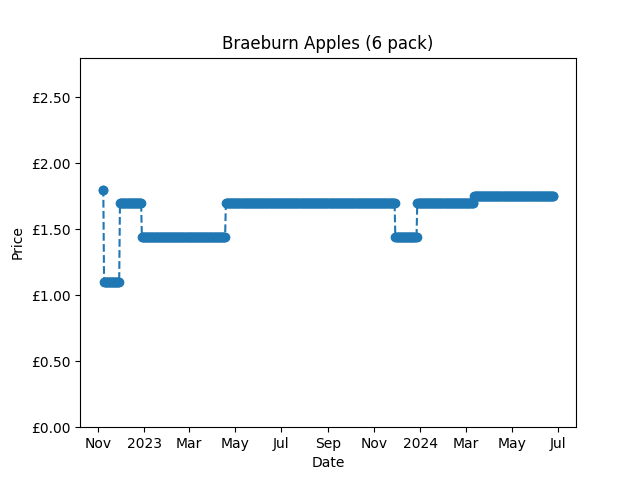 Braeburn Apples (6 pack)
£2.50
£2.00
£1.50
£1.00
£0.50
£0.00
Price
Nov 2023 Mar May Jul Sep Nov 2024 Mar May Jul
Date